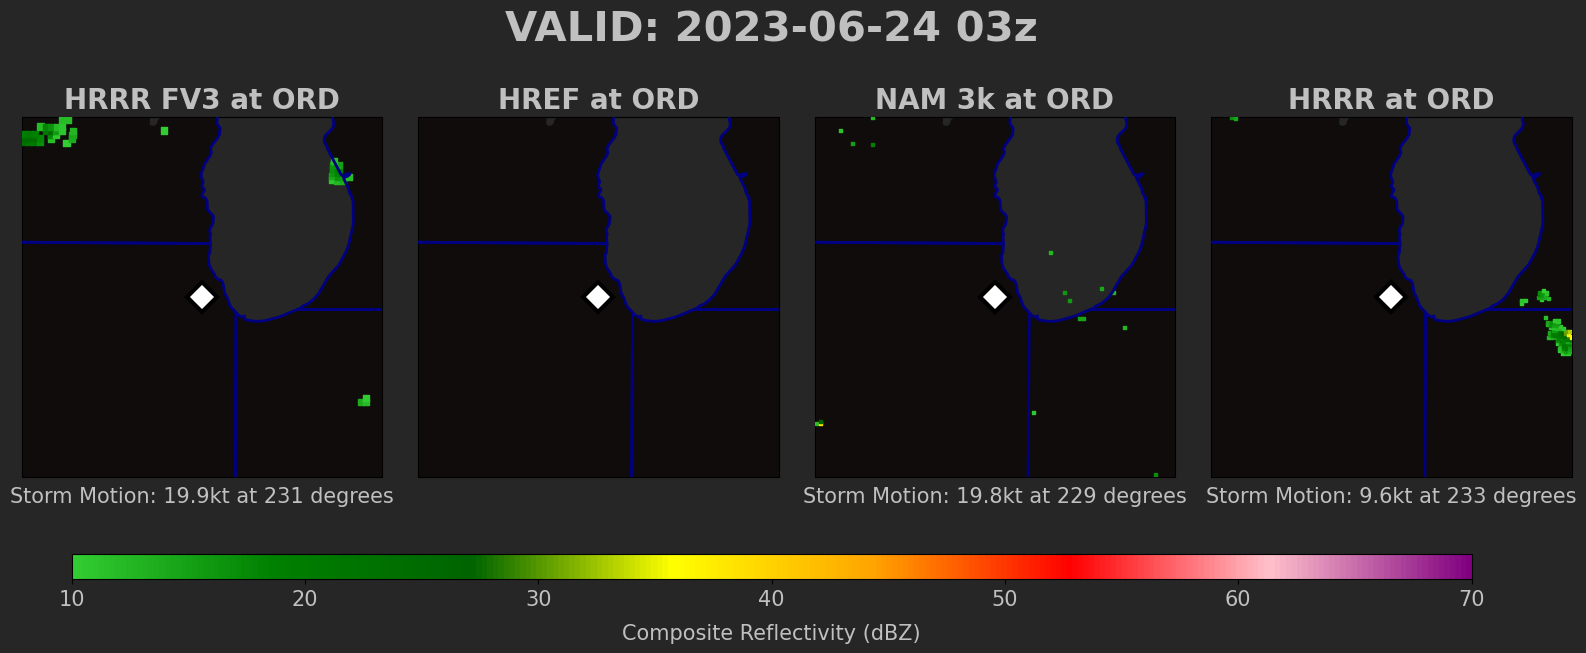 VALID: 2023-06-24 03z
HRRR FV3 at ORD
HREF at ORD
NAM 3k at ORD
HRRR at ORD
Storm Motion: 19.9kt at 231 degrees
Storm Motion: 19.8kt at 229 degrees
Storm Motion: 9.6kt at 233 degrees
10 20 30 40 50 60 70
Composite Reflectivity (dBZ)